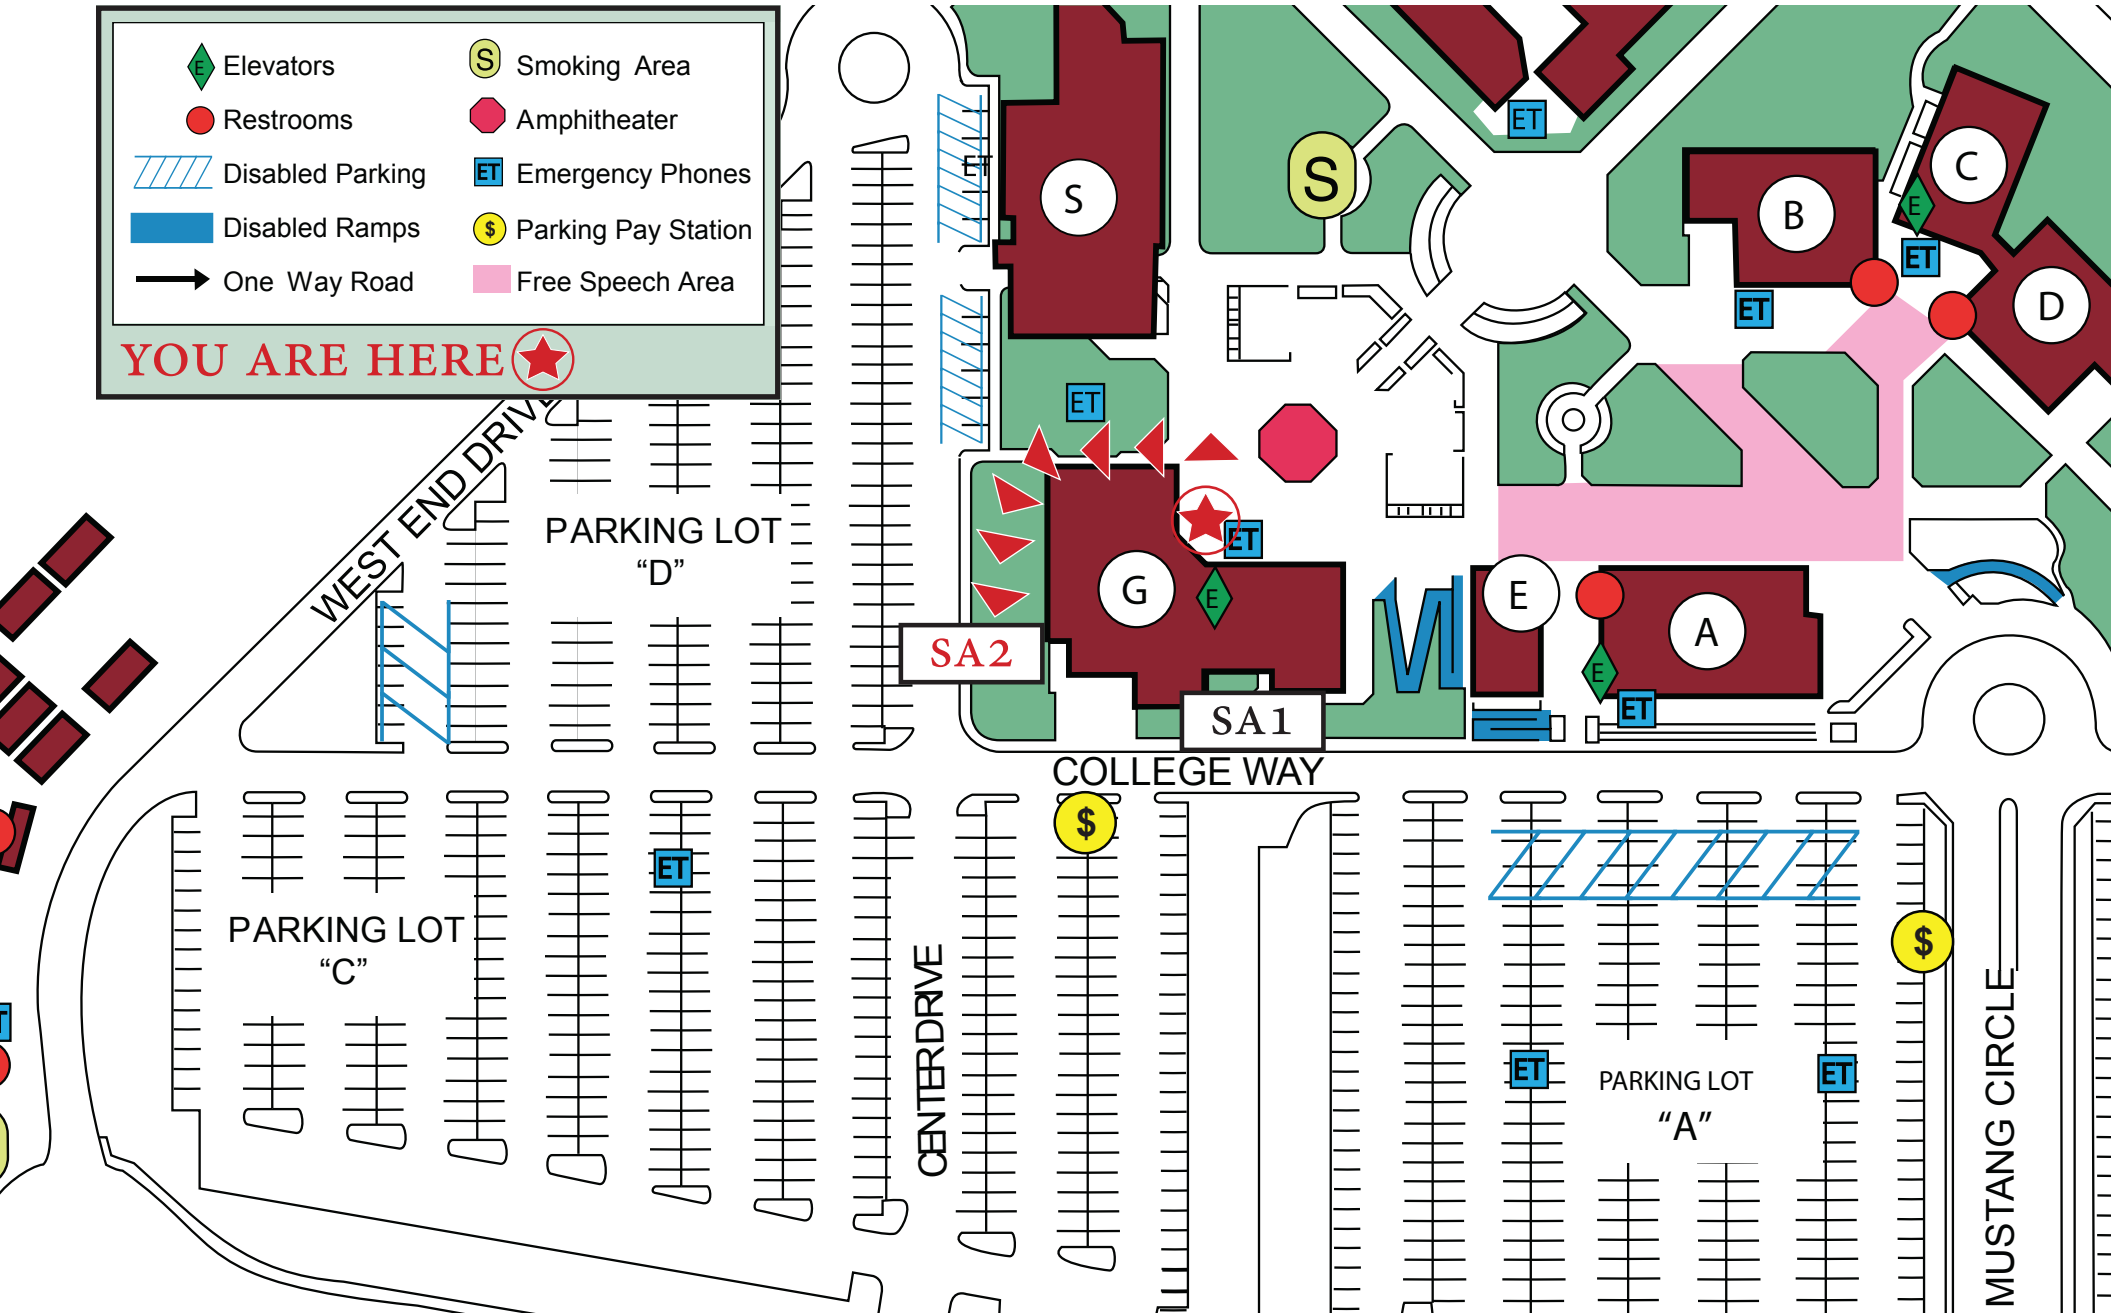 E Elevators
S Smoking Area
Restrooms
Amphitheater
Disabled Parking
ET Emergency Phones
Disabled Ramps
$ Parking Pay Station
One Way Road
Free Speech Area
YOU ARE HERE
ET
S
S
ET
B
C
E
ET
ET
D
ET
WEST END DRIVE
PARKING LOT
“D”
ET
G
E
E
A
E
ET
SA2
SA1
COLLEGE WAY
$
ET
PARKING LOT
“C”
CENTER DRIVE
$
ET
PARKING LOT
“A”
ET
MUSTANG CIRCLE